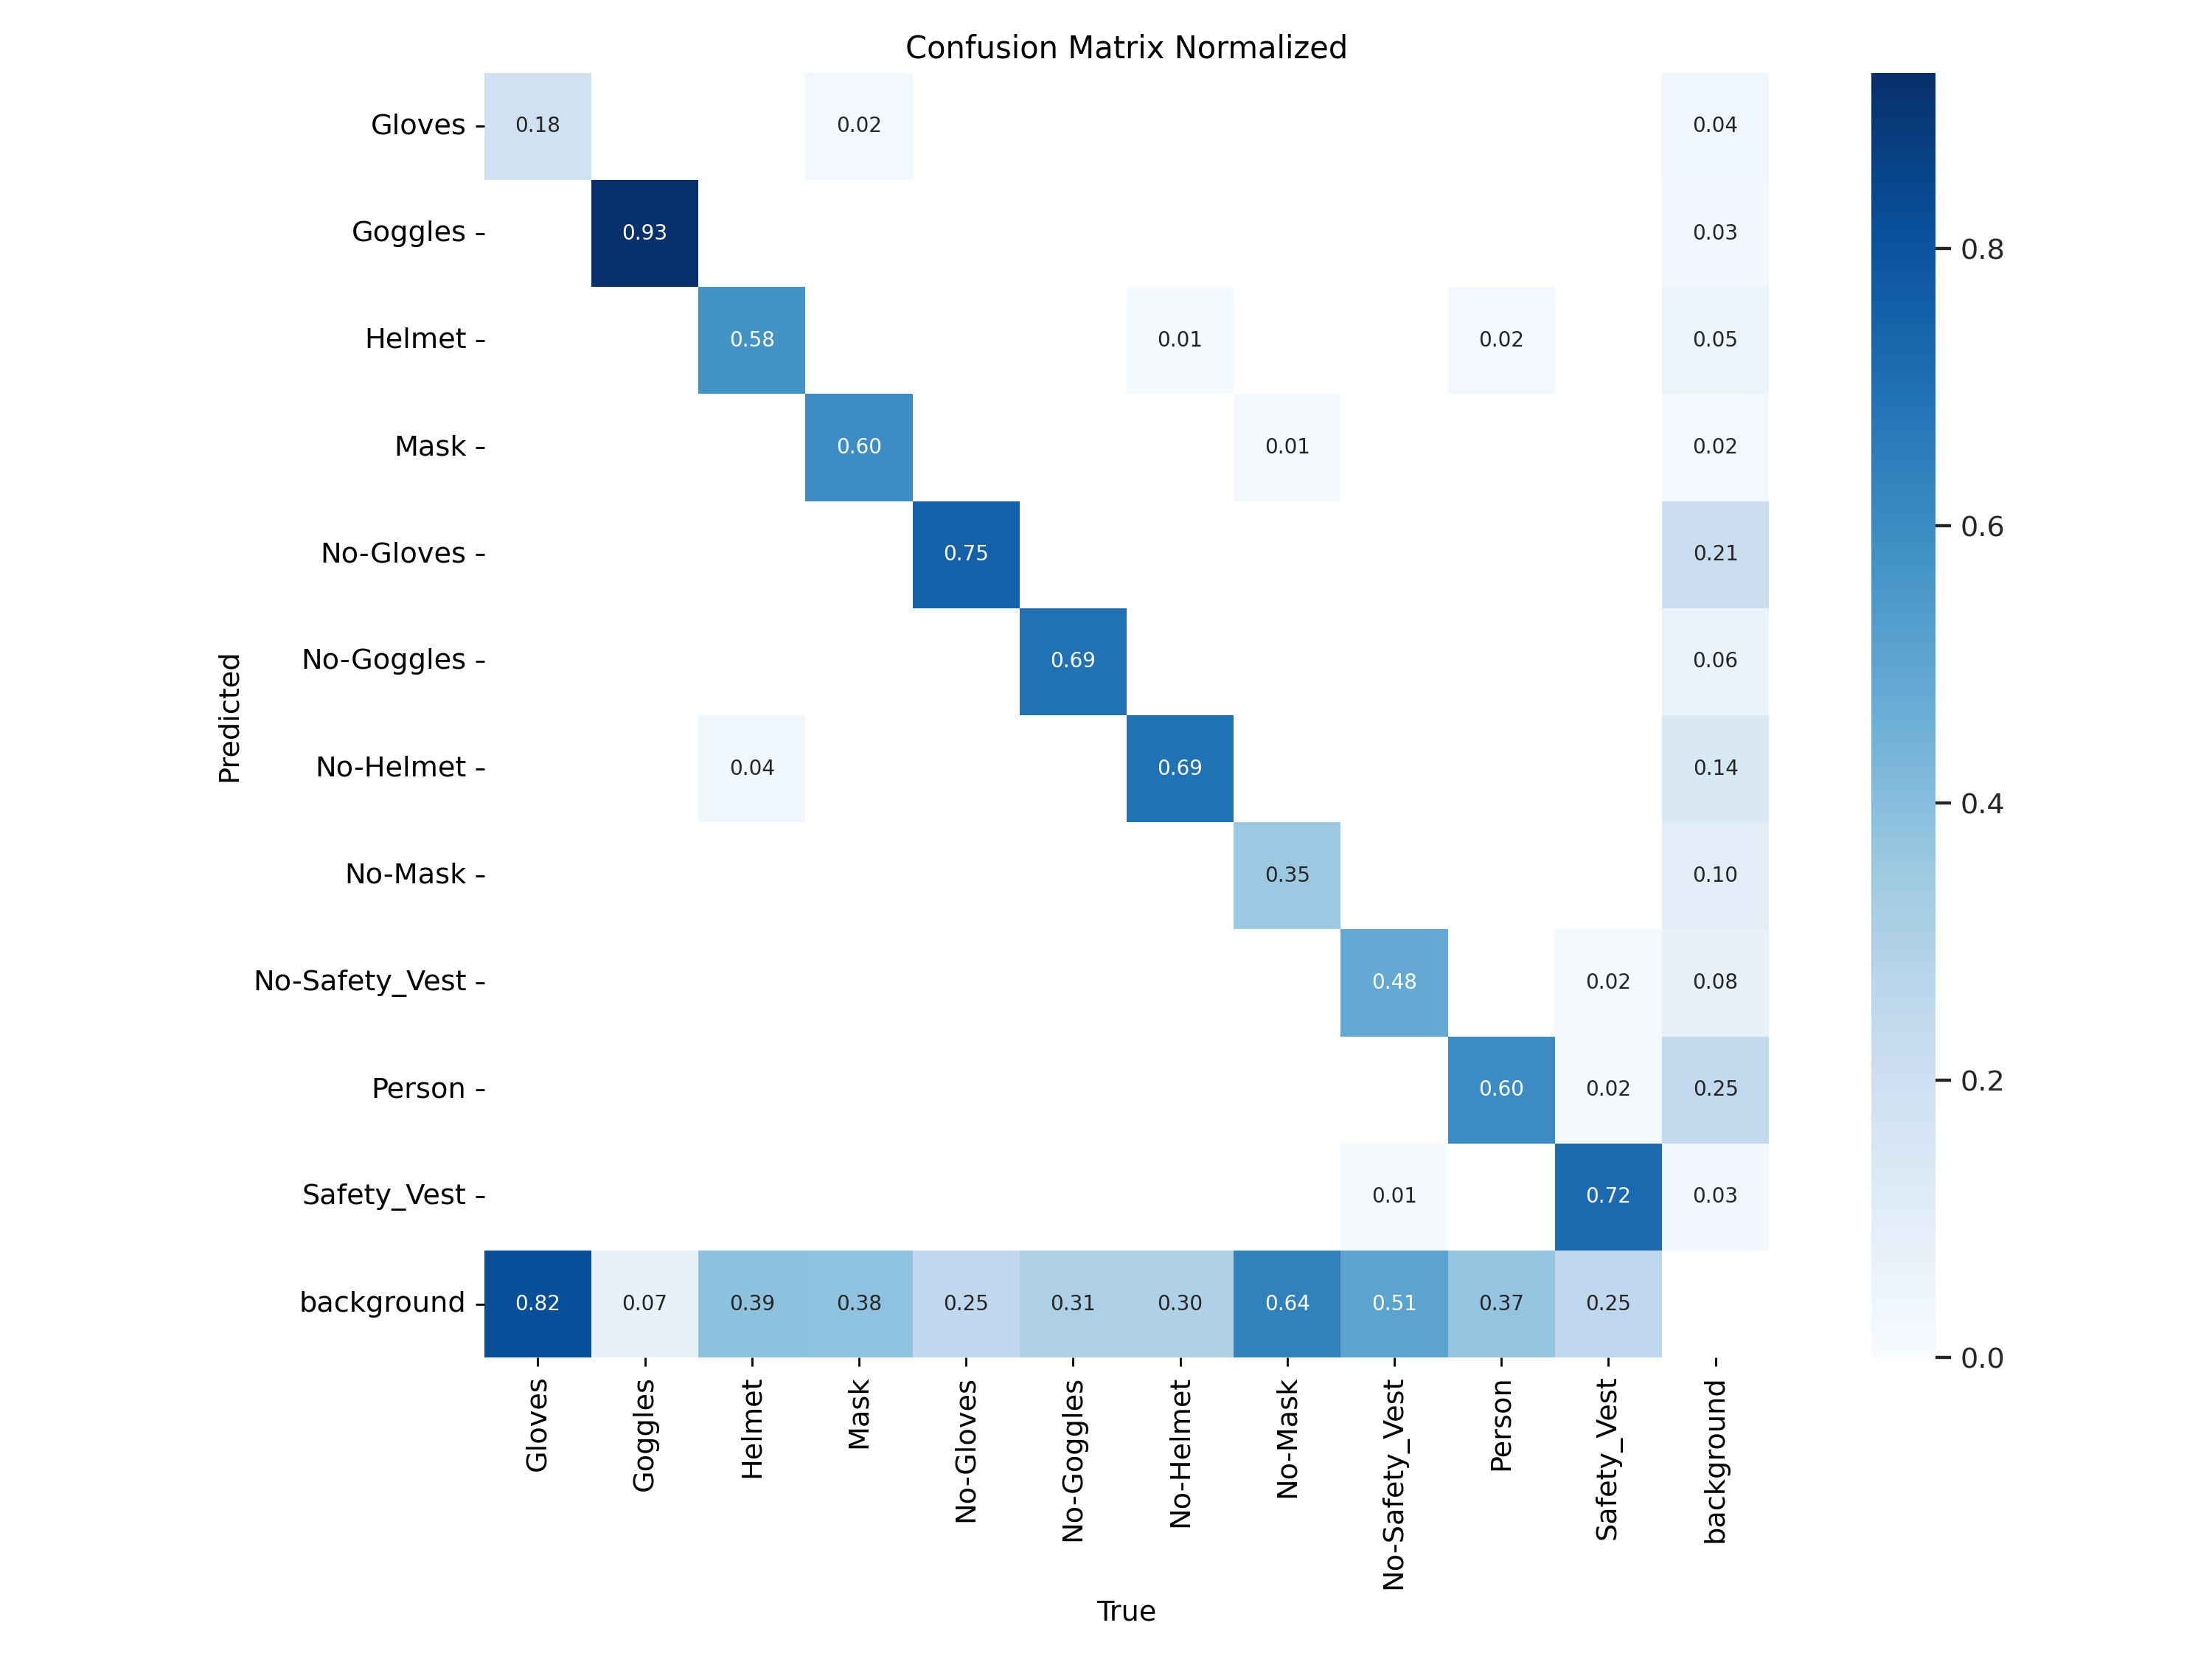 Confusion Matrix Normalized
Gloves 0.18 0.02 0.04
Goggles 0.93 0.03 0.8
Helmet 0.58 0.01 0.02 0.05
Mask 0.60 0.01 0.02
0.6
No-Gloves 0.75 0.21
No-Goggles 0.69 0.06
Predicted
No-Helmet 0.04 0.69 0.14
0.4
No-Mask 0.35 0.10
No-Safety_Vest 0.48 0.02 0.08
Person 0.60 0.02 0.25 0.2
Safety_Vest 0.01 0.72 0.03
background 0.82 0.07 0.39 0.38 0.25 0.31 0.30 0.64 0.51 0.37 0.25
0.0
Gloves
Goggles
Helmet
Mask
No-Gloves
No-Goggles
No-Helmet
No-Mask
No-Safety_Vest
Person
Safety_Vest
background
True